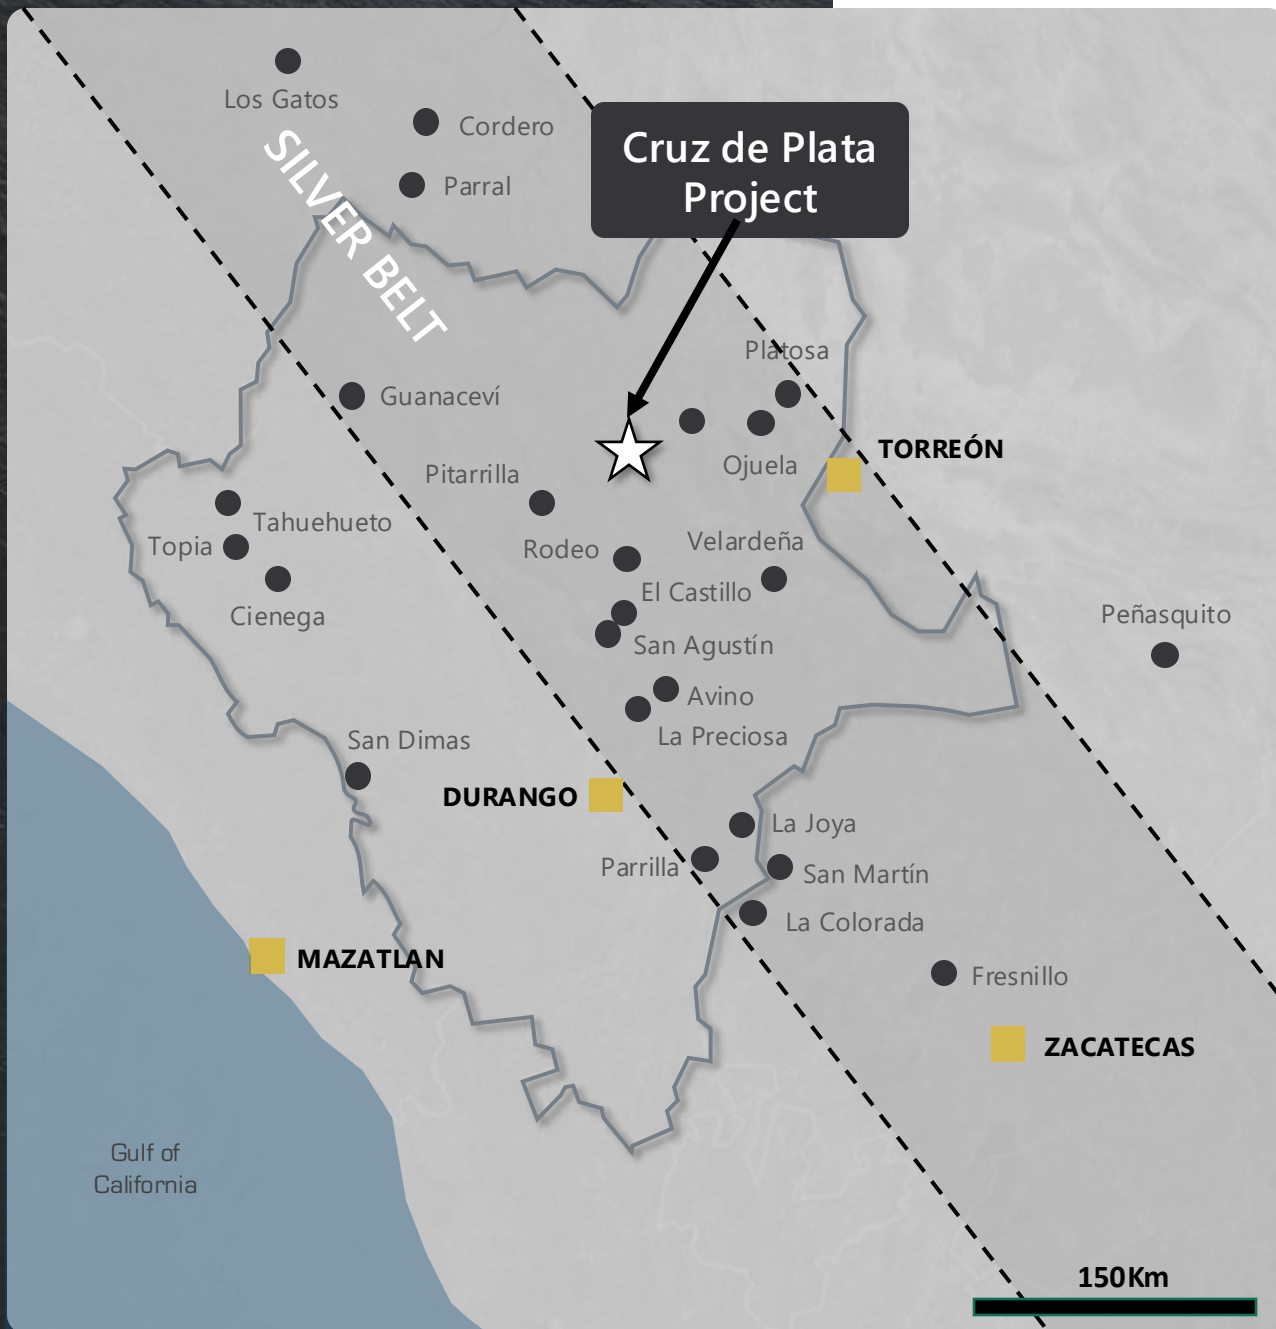 Los Gatos
Cordero
Parral
SILVER BELT
Cruz de Plata
Project
Platosa
Guanaceví
TORREÓN
Ojuela
Pitarrilla
Tahuehueto
Topia
Rodeo
Velardeña
El Castillo
Cienega
Peñasquito
San Agustín
Avino
La Preciosa
San Dimas
DURANGO
La Joya
Parrilla
San Martín
La Colorada
MAZATLAN
Fresnillo
ZACATECAS
Gulf of
California
150Km